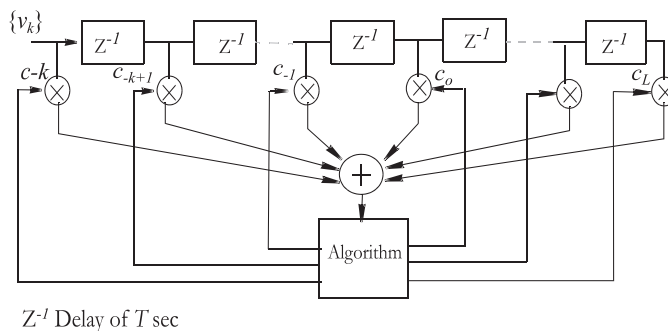 {v_k}
Z⁻¹ Z⁻¹ Z⁻¹ Z⁻¹ Z⁻¹
c-k c_{-k+1} c_{-1} c_o c_L
× × × × × ×
+
Algorithm
Z⁻¹ Delay of T sec